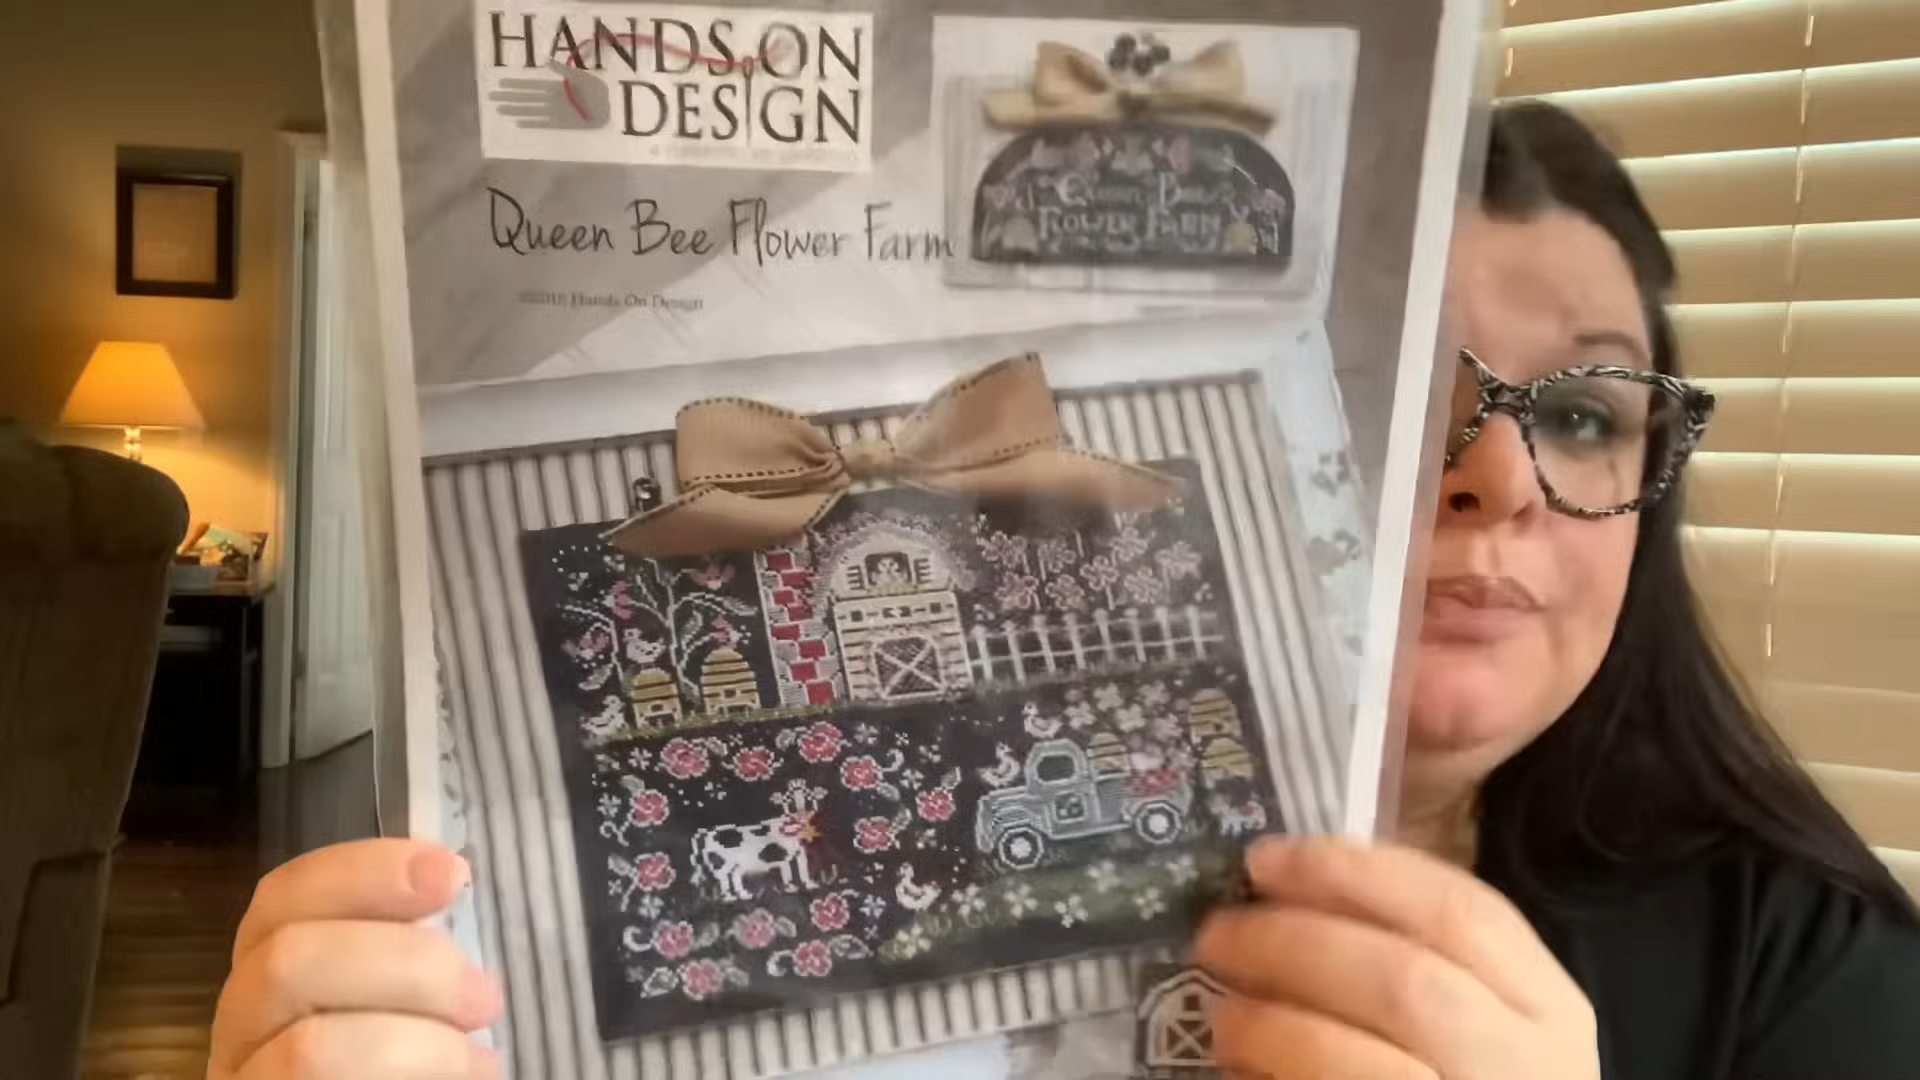 HANDS ON
DESIGN
Queen Bee Flower Farm
Hands On Design
Queen Bee
FLOWER FARM